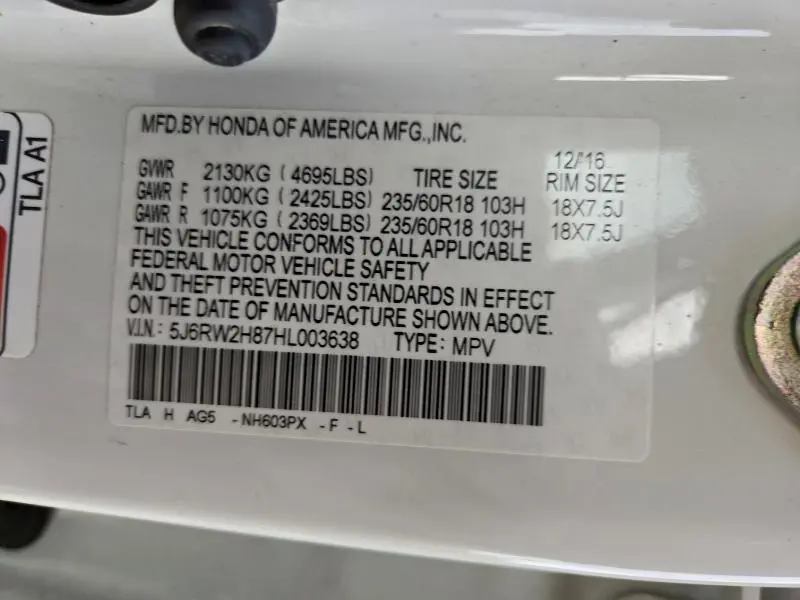 MFD.BY HONDA OF AMERICA MFG.,INC.
12/'16
GVWR 2130KG ( 4695LBS) TIRE SIZE RIM SIZE
GAWR F 1100KG ( 2425LBS) 235/60R18 103H 18X7.5J
GAWR R 1075KG ( 2369LBS) 235/60R18 103H 18X7.5J
THIS VEHICLE CONFORMS TO ALL APPLICABLE
FEDERAL MOTOR VEHICLE SAFETY
AND THEFT PREVENTION STANDARDS IN EFFECT
ON THE DATE OF MANUFACTURE SHOWN ABOVE.
V.I.N.: 5J6RW2H87HL003638 TYPE: MPV
TLA H AG5 -NH603PX -F -L
TLA A1